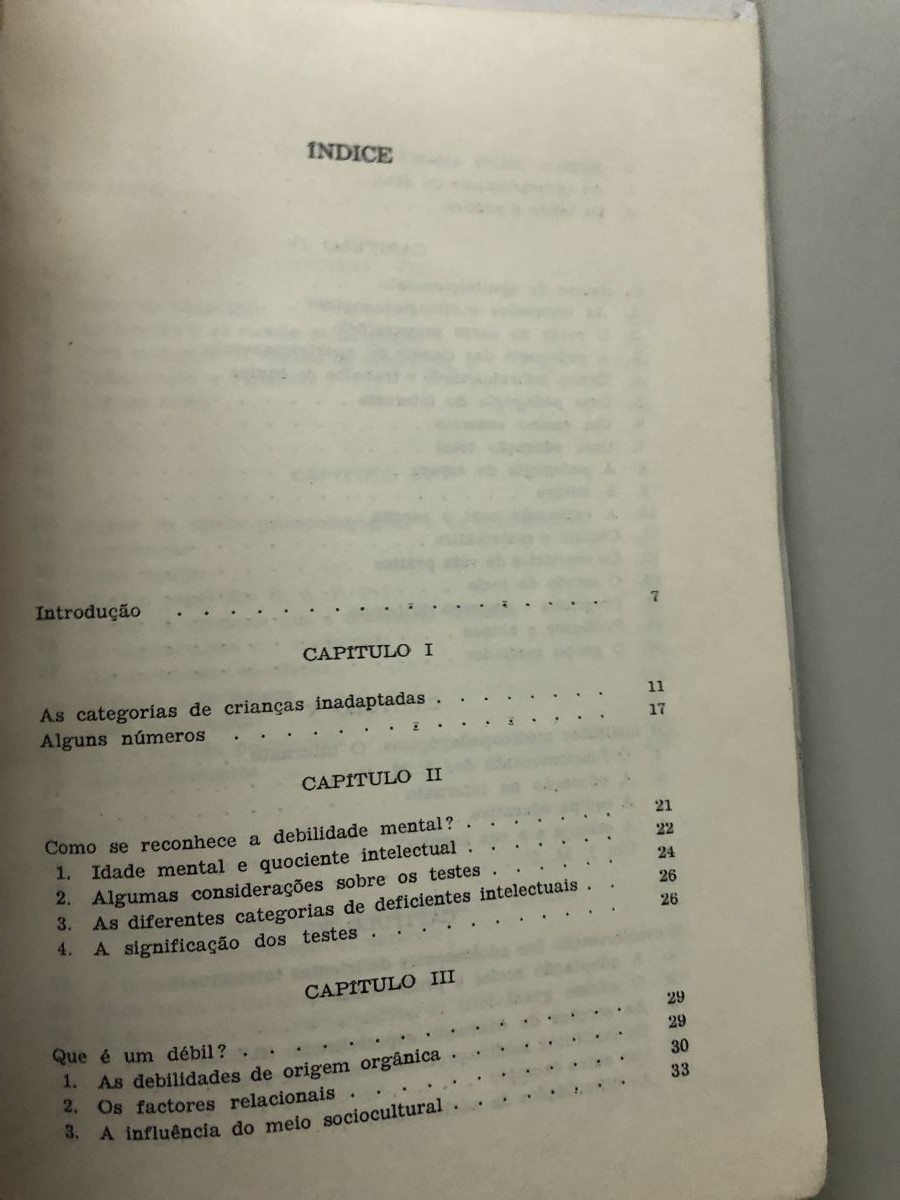 ÍNDICE
Introdução . . . . . . . . . . . . . . . . . 7
CAPÍTULO I
As categorias de crianças inadaptadas . . . . . . . 11
Alguns números . . . . . . . . . . . . . . . 17
CAPÍTULO II
Como se reconhece a debilidade mental? . . . . . . . 21
1. Idade mental e quociente intelectual . . . . . . . 22
2. Algumas considerações sobre os testes . . . . . . 24
3. As diferentes categorias de deficientes intelectuais . . 26
4. A significação dos testes . . . . . . . . . . 26
CAPÍTULO III
Que é um débil? . . . . . . . . . . . . . . . 29
1. As debilidades de origem orgânica . . . . . . . 29
2. Os factores relacionais . . . . . . . . . . . 30
3. A influência do meio sociocultural . . . . . . . 33